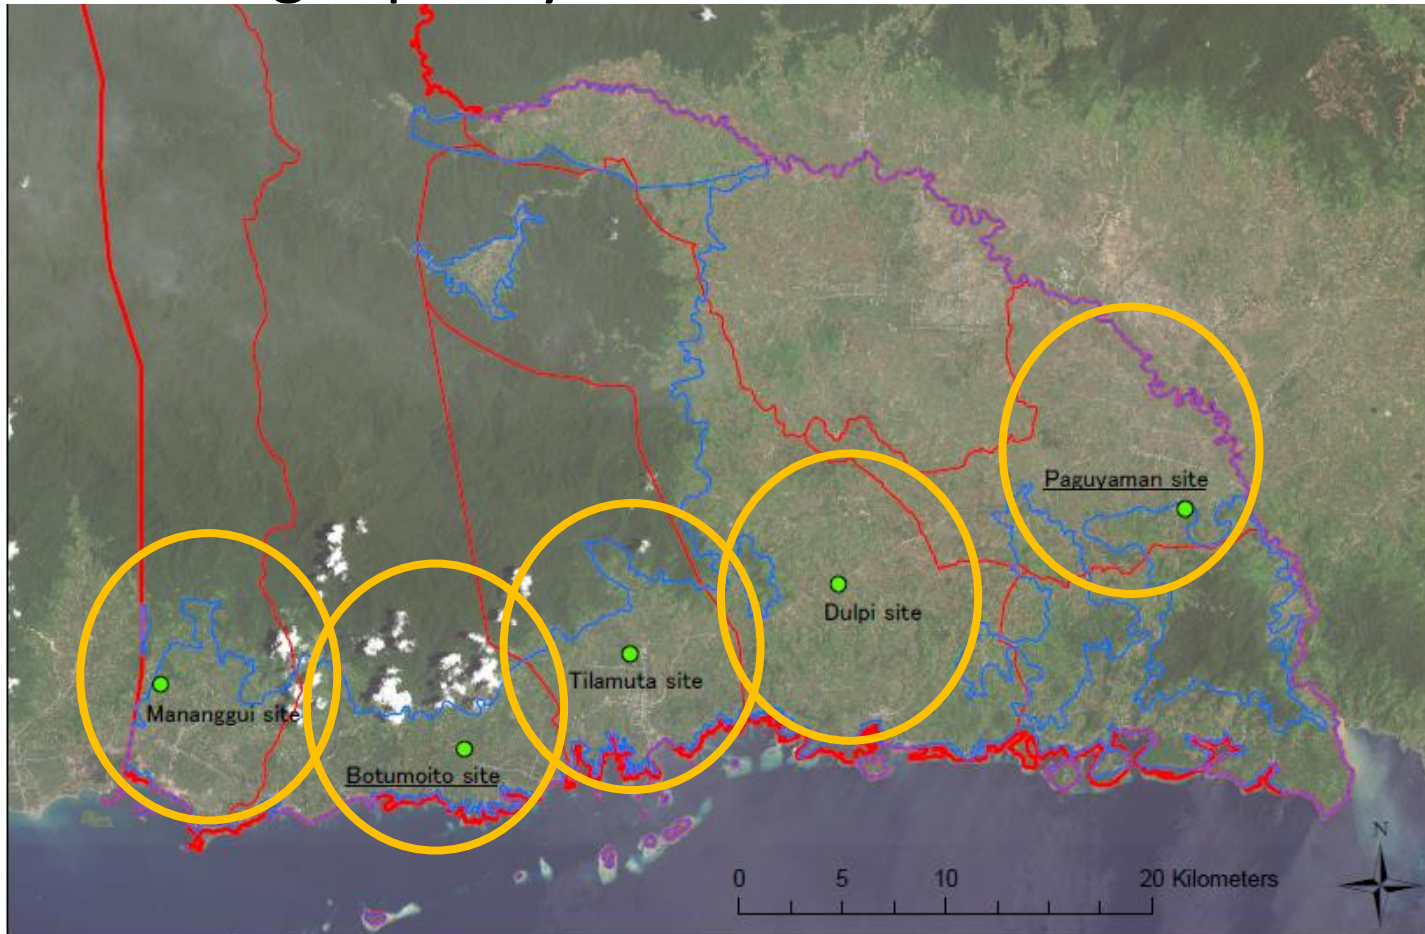 Paguyaman site
Dulpi site
Tilamuta site
Mananggui site
Botumoito site
N
0 5 10 20 Kilometers